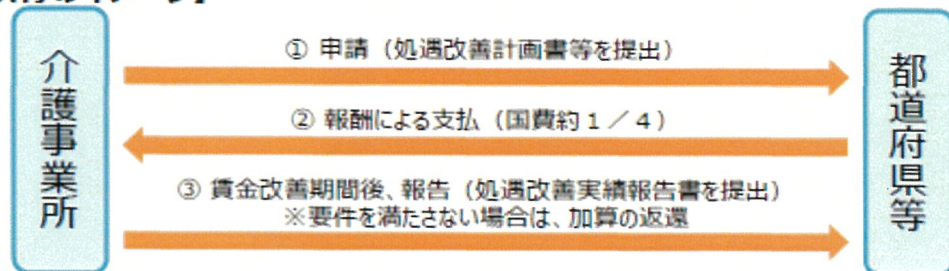 介護事業所
① 申請（処遇改善計画書等を提出）
② 報酬による支払（国費約１／４）
③ 賃金改善期間後、報告（処遇改善実績報告書を提出）
※要件を満たさない場合は、加算の返還
都道府県等